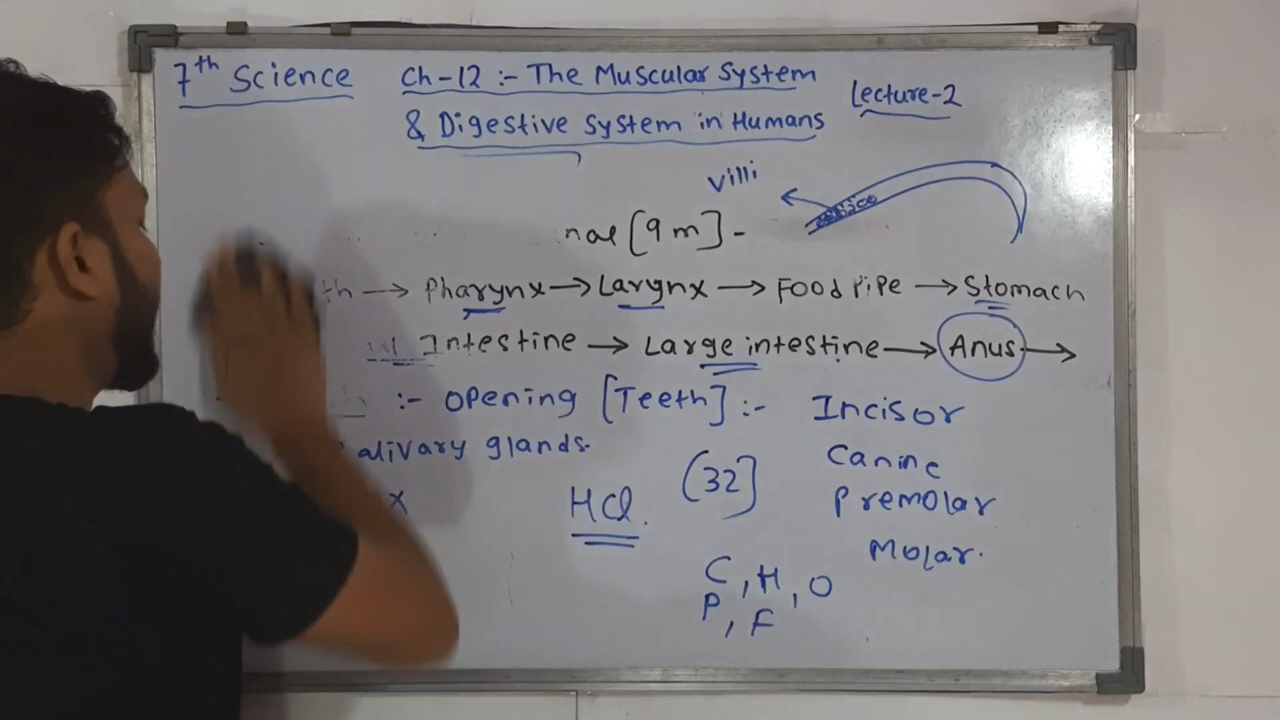 7th Science
Ch-12 :- The Muscular System
& Digestive System in Humans
Lecture-2
villi
nal [9 m] -
th → Pharynx → Larynx → Food Pipe → Stomach
Intestine → Large intestine → Anus →
:- opening [Teeth] :- Incisor
alivary glands.
Canine
(32]
x
HCl.
Premolar
Molar.
C, H, O
P, F